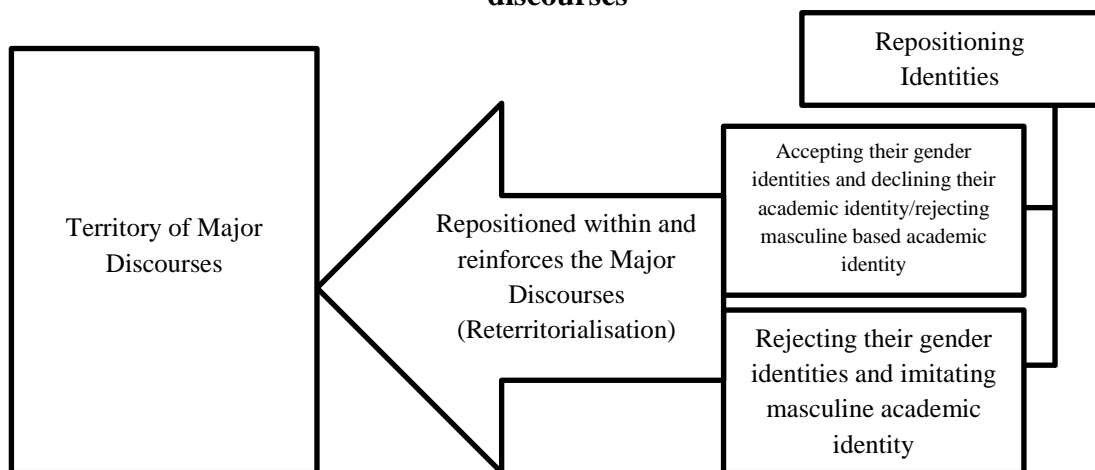 discourses
Repositioning
Identities
Accepting their gender
identities and declining their
academic identity/rejecting
masculine based academic
identity
Territory of Major
Discourses
Repositioned within and
reinforces the Major
Discourses
(Reterritorialisation)
Rejecting their gender
identities and imitating
masculine academic
identity